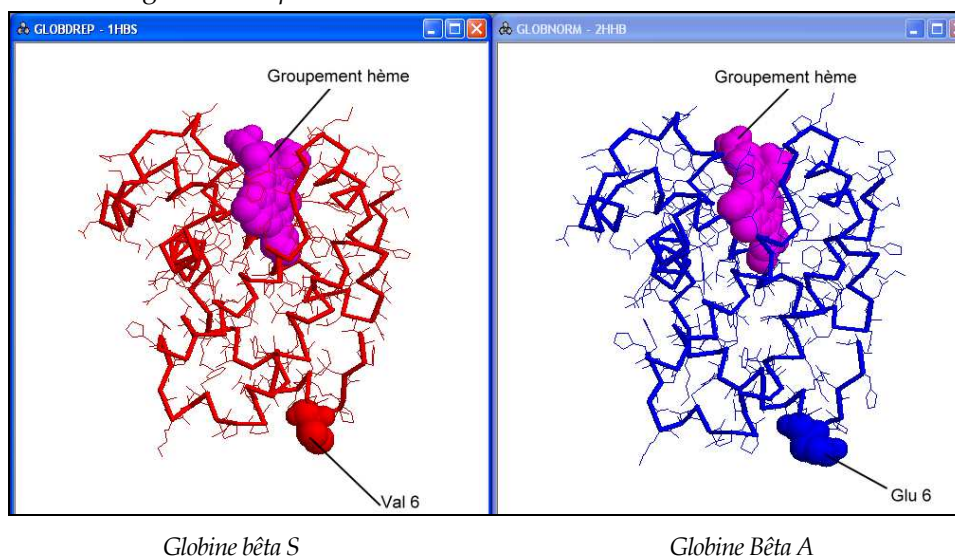 GLOBDREP - 1HBS
GLOBNORM - 2HHB
Groupement hème
Groupement hème
Val 6
Glu 6
Globine bêta S
Globine Bêta A